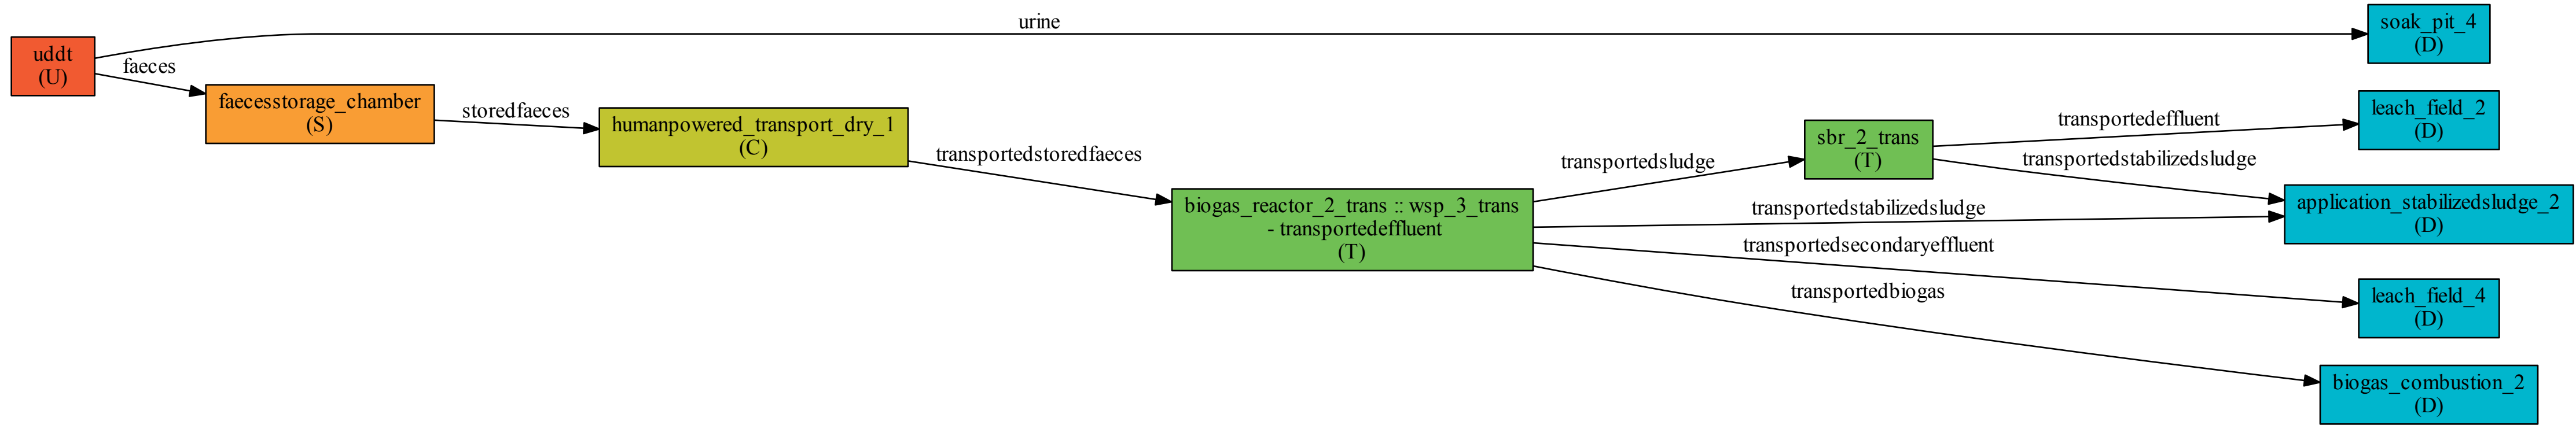 uddt
(U)
urine
faeces
faecesstorage_chamber
(S)
storedfaeces
humanpowered_transport_dry_1
(C)
transportedstoredfaeces
biogas_reactor_2_trans :: wsp_3_trans
- transportedeffluent
(T)
transportedsludge
transportedstabilizedsludge
transportedsecondaryeffluent
transportedbiogas
sbr_2_trans
(T)
transportedeffluent
transportedstabilizedsludge
soak_pit_4
(D)
leach_field_2
(D)
application_stabilizedsludge_2
(D)
leach_field_4
(D)
biogas_combustion_2
(D)